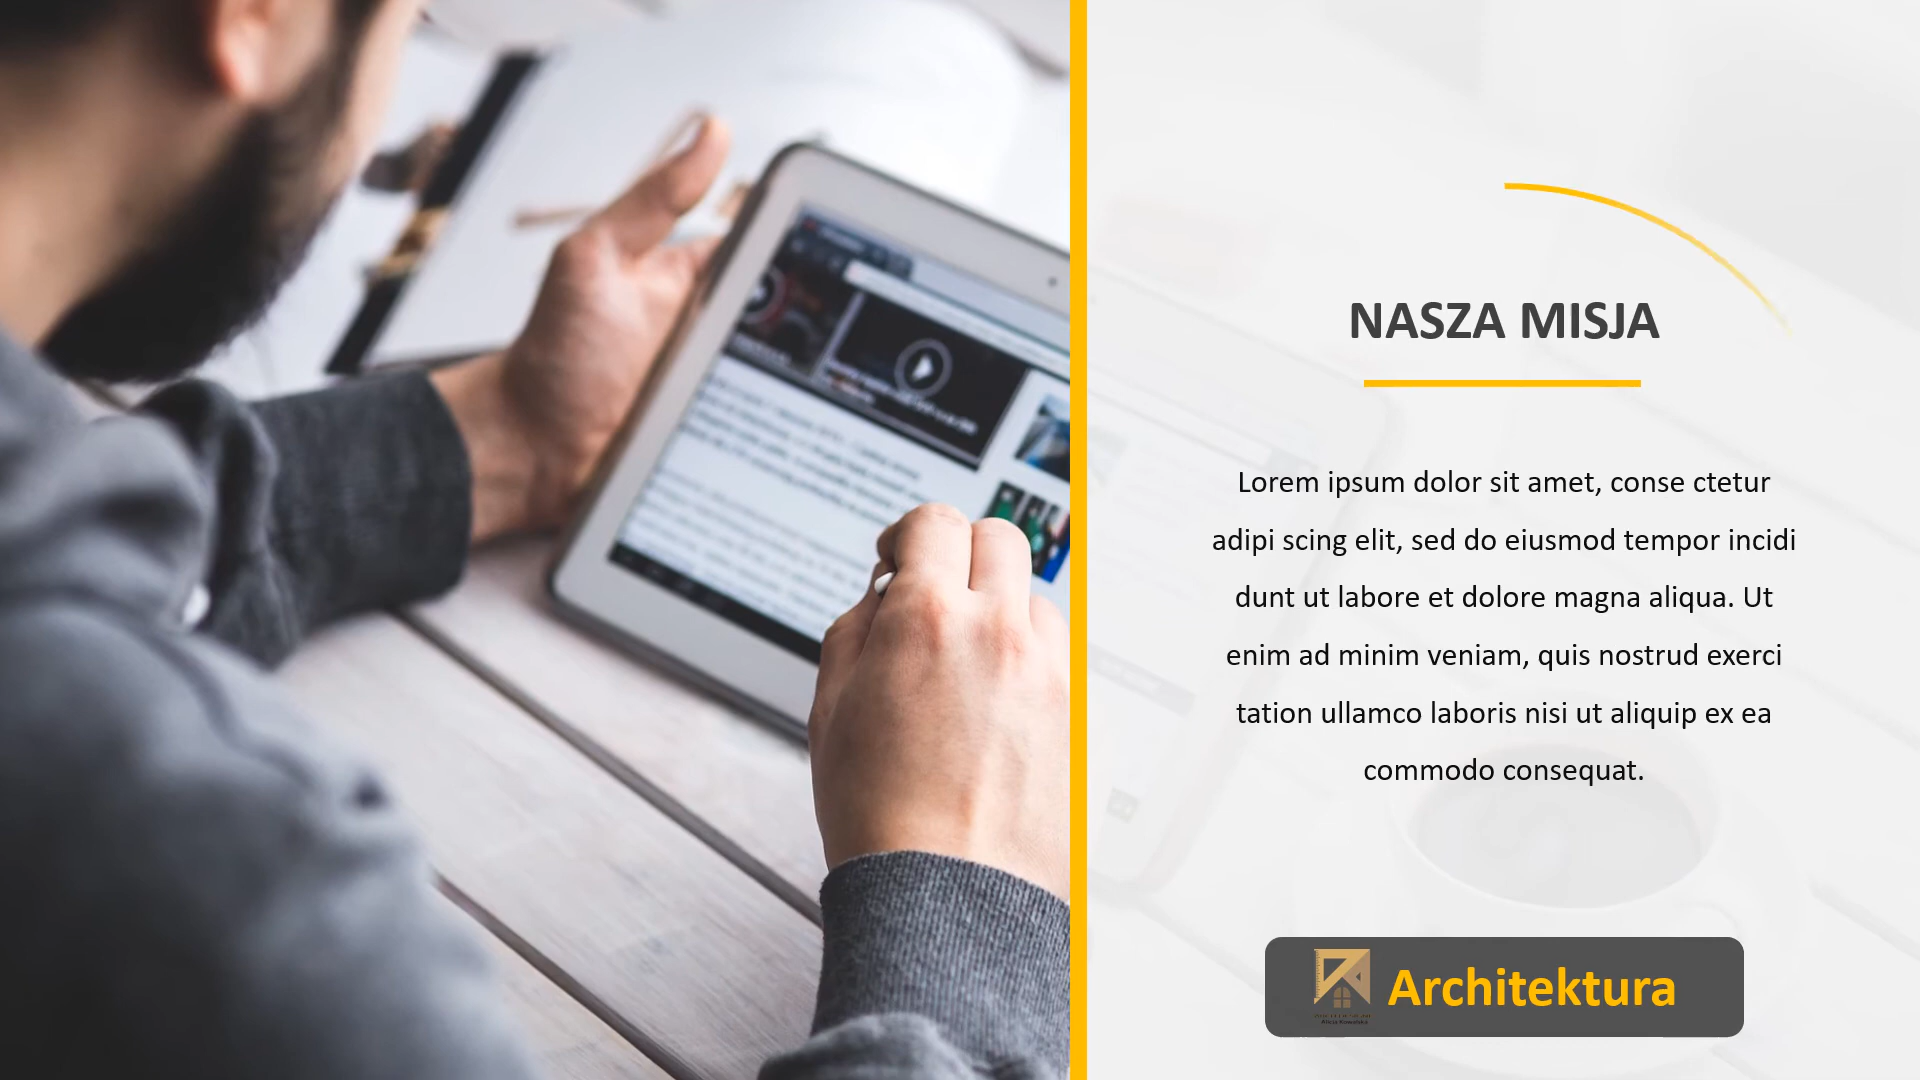 NASZA MISJA
Lorem ipsum dolor sit amet, conse ctetur
adipi scing elit, sed do eiusmod tempor incidi
dunt ut labore et dolore magna aliqua. Ut
enim ad minim veniam, quis nostrud exerci
tation ullamco laboris nisi ut aliquip ex ea
commodo consequat.
Architektura